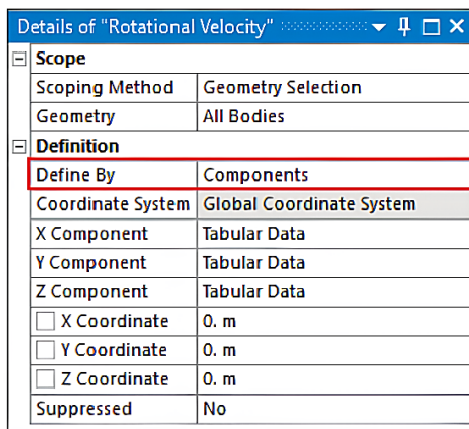 Details of "Rotational Velocity"
Scope
Scoping Method Geometry Selection
Geometry All Bodies
Definition
Define By Components
Coordinate System Global Coordinate System
X Component Tabular Data
Y Component Tabular Data
Z Component Tabular Data
X Coordinate 0. m
Y Coordinate 0. m
Z Coordinate 0. m
Suppressed No